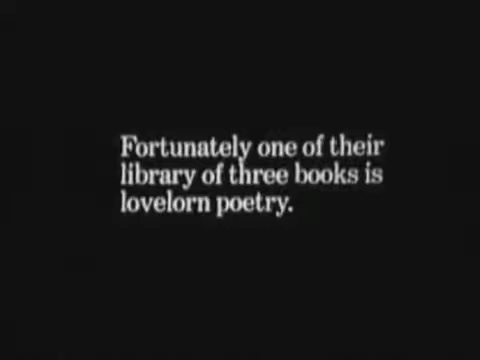 Fortunately one of their
library of three books is
lovelorn poetry.